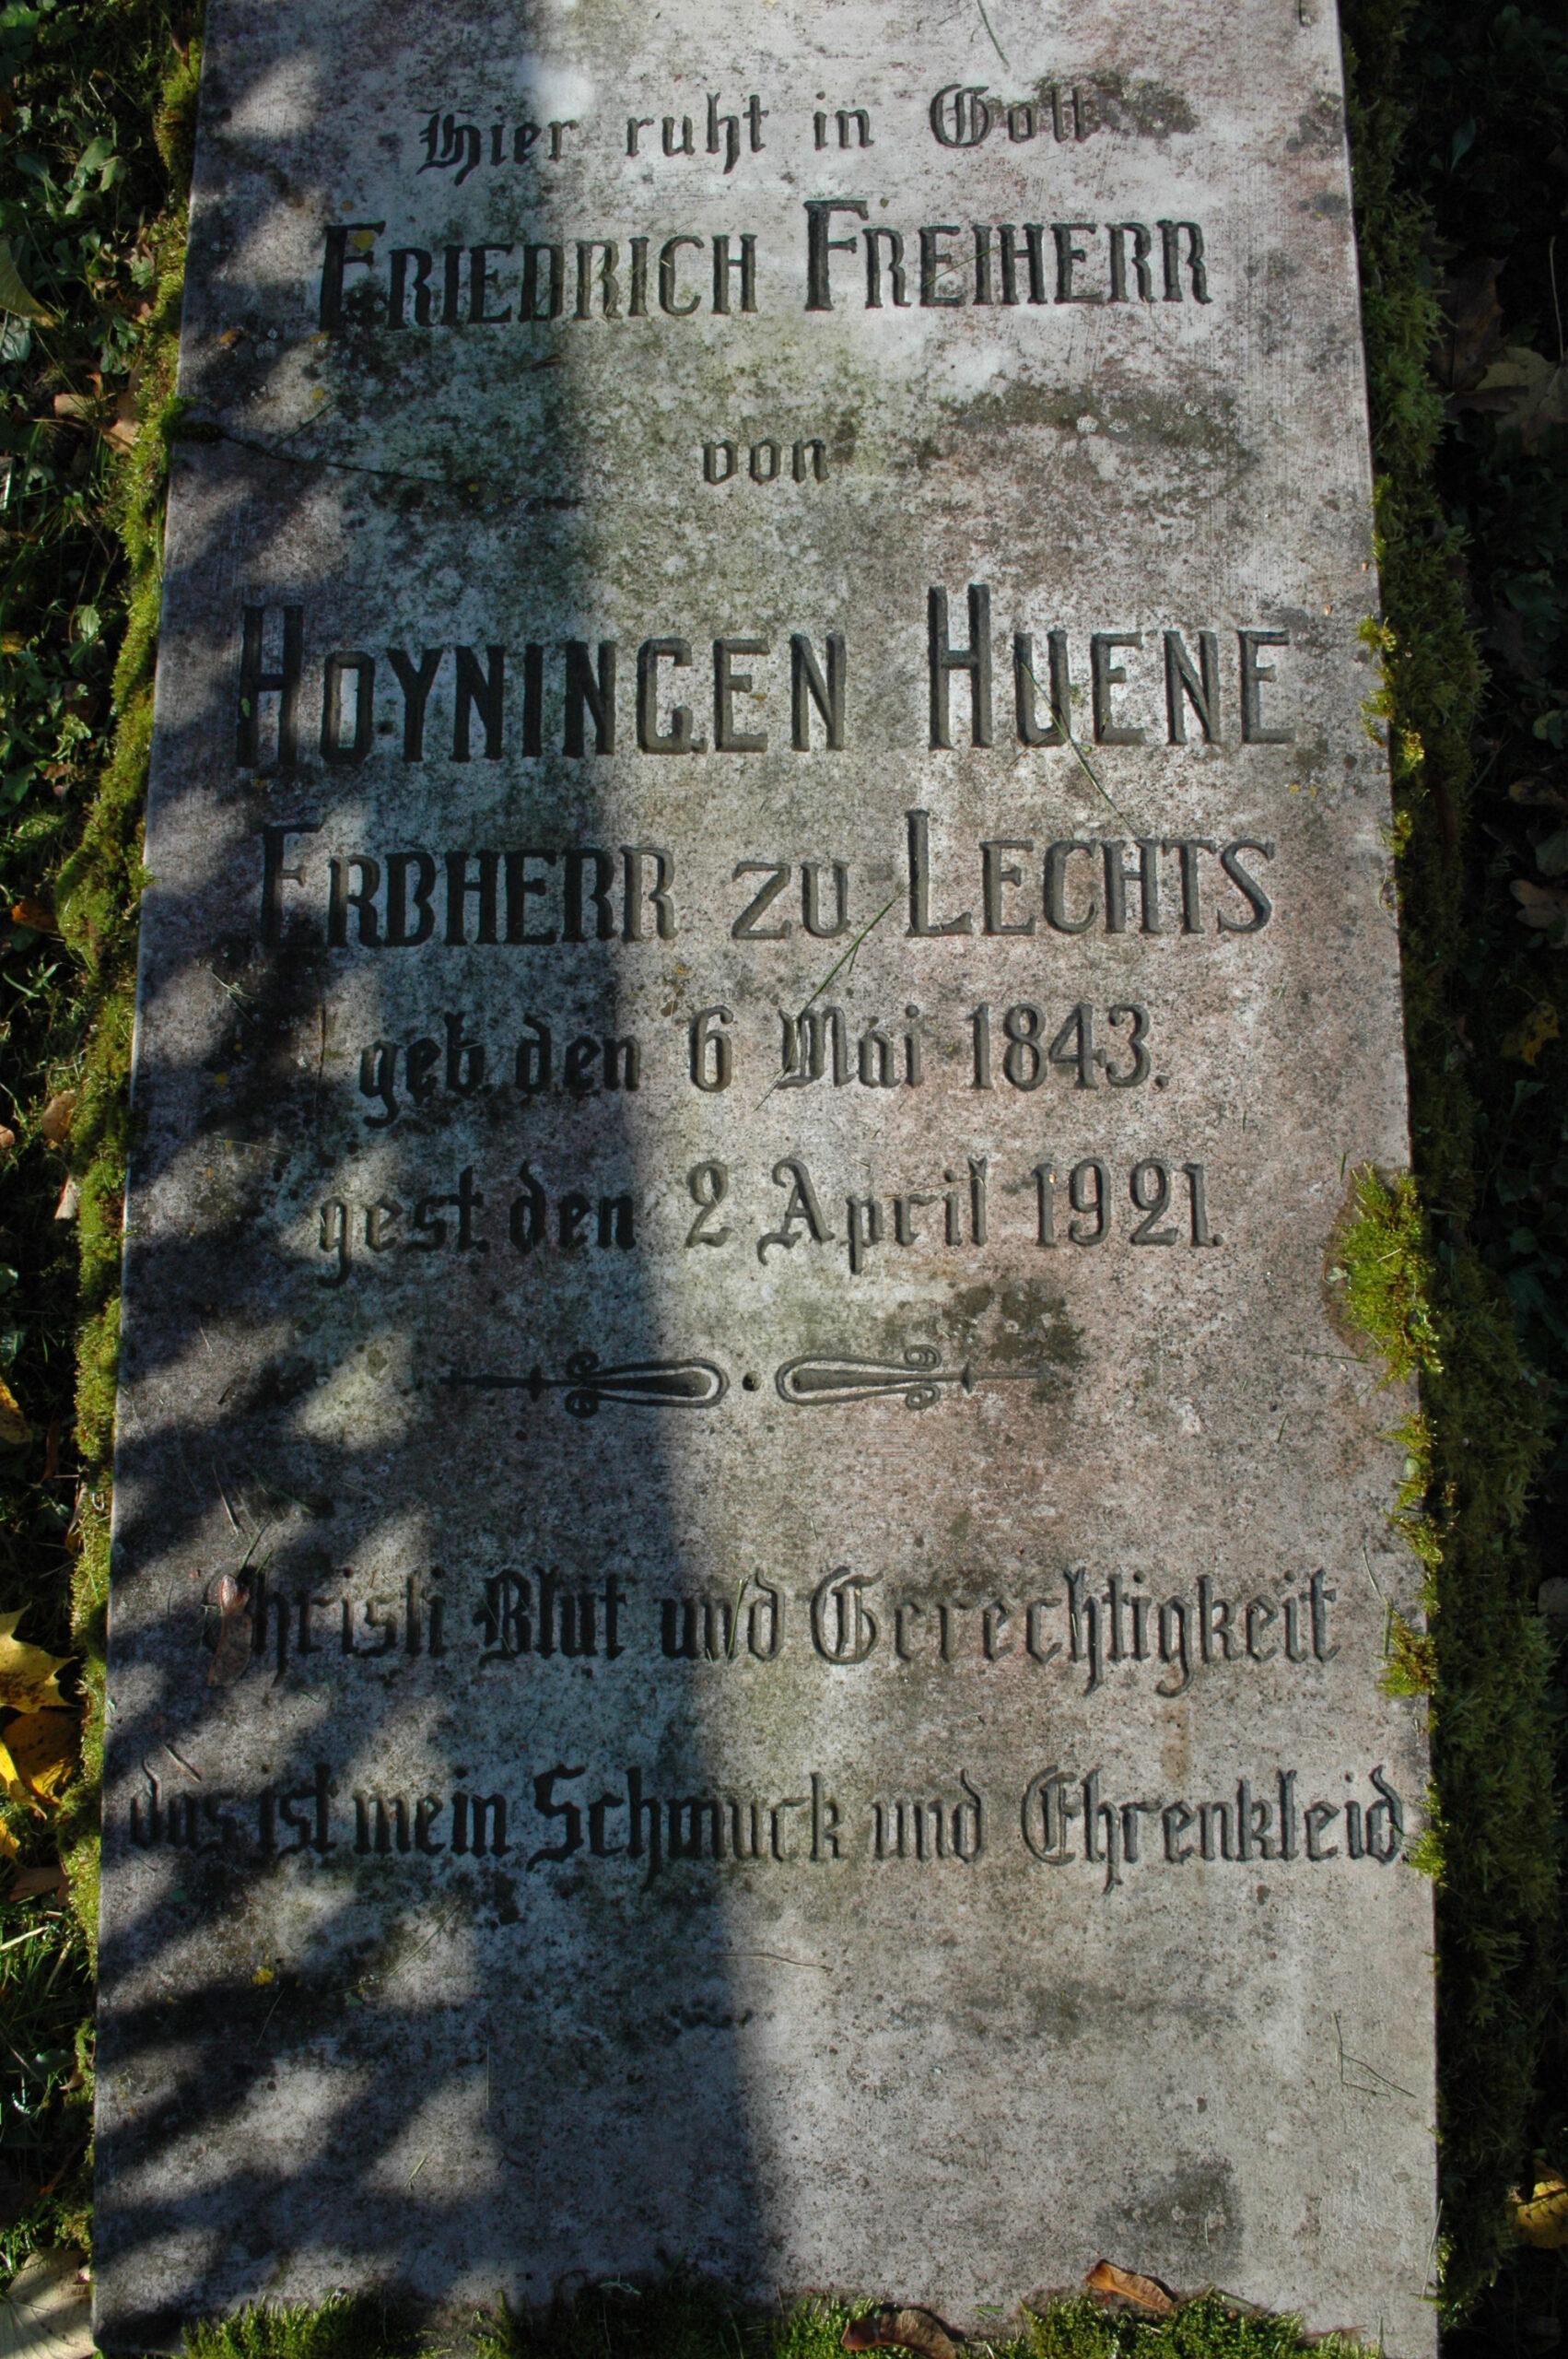 Hier ruht in Gott
FRIEDRICH FREIHERR
von
HOYNINGEN HUENE
ERBHERR ZU LECHTS
geb. den 6 Mai 1843.
gest. den 2 April 1921.
Christi Blut und Gerechtigkeit
das ist mein Schmuck und Ehrenkleid.